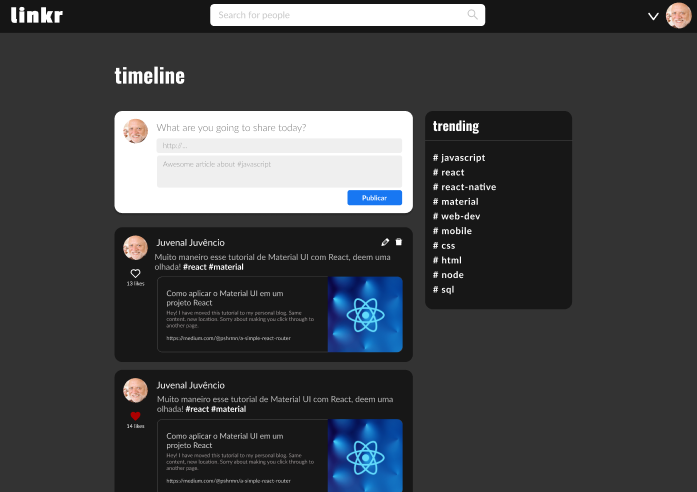 linkr
Search for people
timeline
What are you going to share today?
http://...
Awesome article about #javascript
Publicar
trending
# javascript
# react
# react-native
# material
# web-dev
# mobile
# css
# html
# node
# sql
Juvenal Juvêncio
Muito maneiro esse tutorial de Material UI com React, deem uma
olhada! #react #material
13 likes
Como aplicar o Material UI em um
projeto React
Hey! I have moved this tutorial to my personal blog. Same
content, new location. Sorry about making you click through to
another page.
https://medium.com/@pshrmn/a-simple-react-router
Juvenal Juvêncio
Muito maneiro esse tutorial de Material UI com React, deem uma
olhada! #react #material
14 likes
Como aplicar o Material UI em um
projeto React
Hey! I have moved this tutorial to my personal blog. Same
content, new location. Sorry about making you click through to
another page.
https://medium.com/@pshrmn/a-simple-react-router